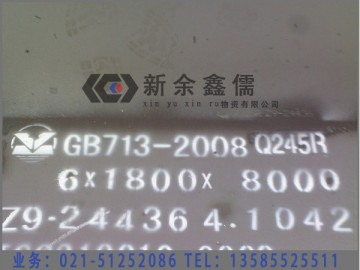 新余鑫儒
xin yu xin ru物资有限公司
GB713-2008 Q245R
6×1800×8000
Z9-24436 4.1042
业务：021-51252086 TEL：13585525511